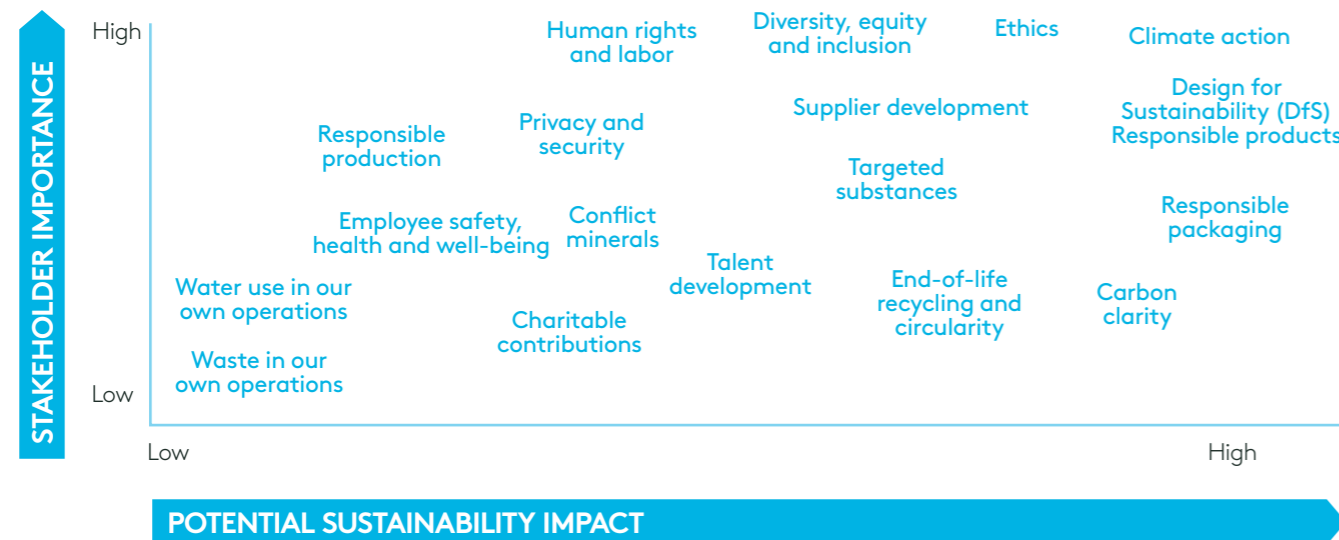 STAKEHOLDER IMPORTANCE
High
Low
Human rights
and labor
Diversity, equity
and inclusion
Ethics
Climate action
Design for
Sustainability (DfS)
Responsible products
Supplier development
Privacy and
security
Responsible
production
Targeted
substances
Responsible
packaging
Employee safety,
health and well-being
Conflict
minerals
Talent
development
End-of-life
recycling and
circularity
Carbon
clarity
Water use in our
own operations
Charitable
contributions
Waste in our
own operations
Low
High
POTENTIAL SUSTAINABILITY IMPACT